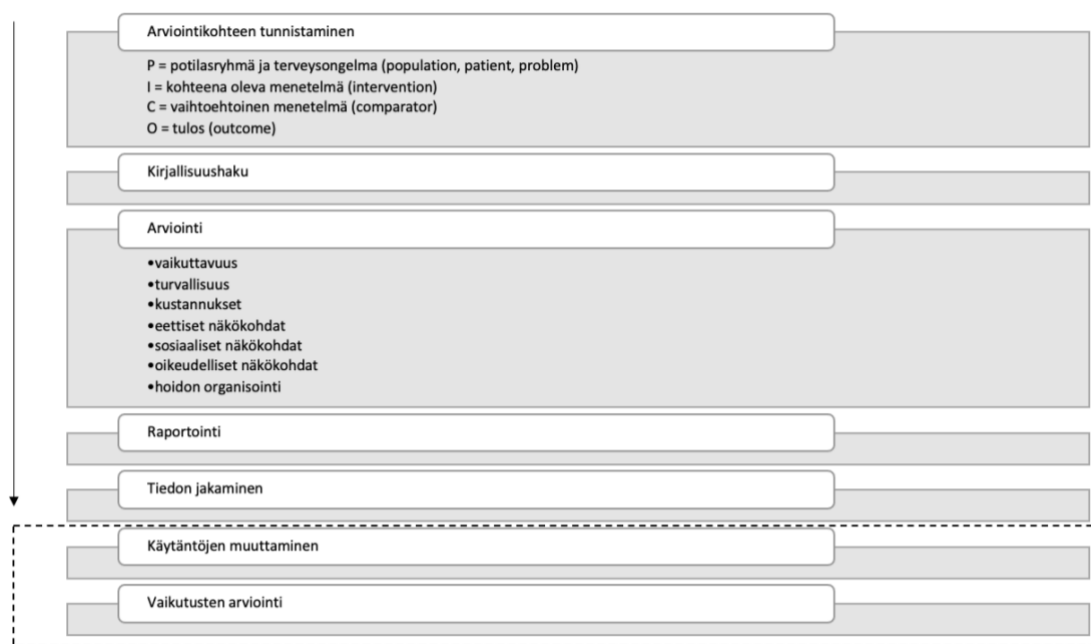 Arviointikohteen tunnistaminen
P = potilasryhmä ja terveysongelma (population, patient, problem)
I = kohteena oleva menetelmä (intervention)
C = vaihtoehtoinen menetelmä (comparator)
O = tulos (outcome)
Kirjallisuushaku
Arviointi
•vaikuttavuus
•turvallisuus
•kustannukset
•eettiset näkökohdat
•sosiaaliset näkökohdat
•oikeudelliset näkökohdat
•hoidon organisointi
Raportointi
Tiedon jakaminen
Käytäntöjen muuttaminen
Vaikutusten arviointi